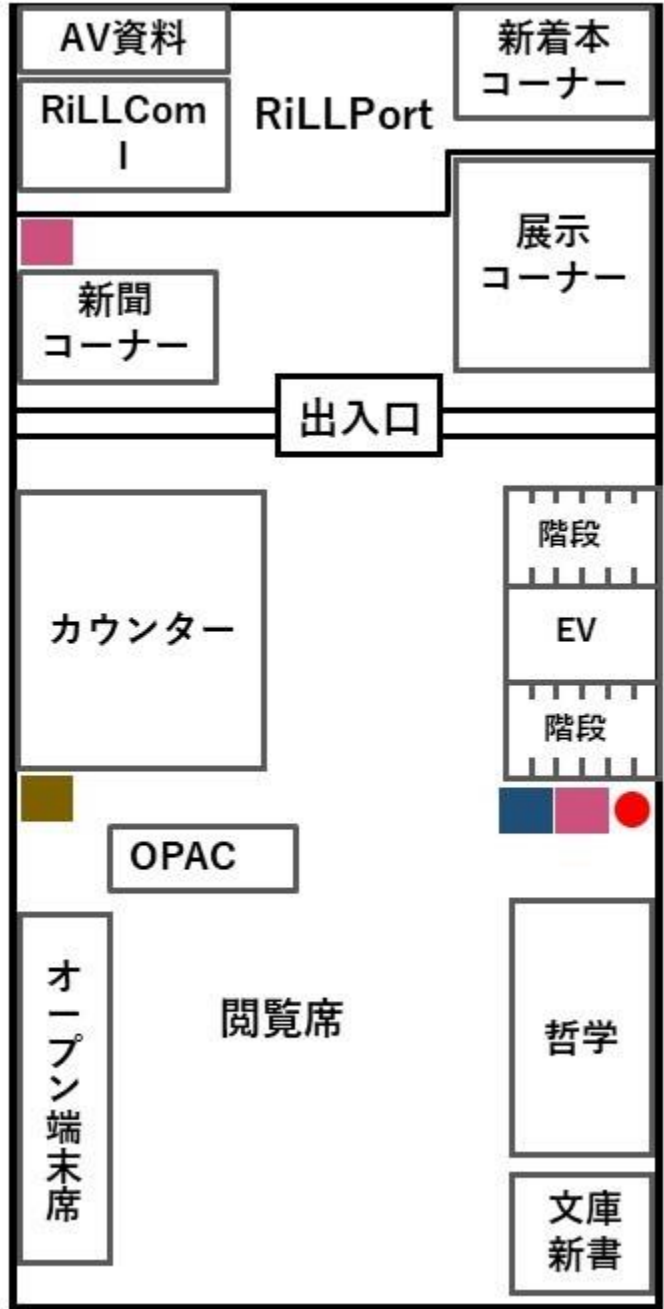 AV資料
新着本
コーナー
RiLLCom
I
RiLLPort
展示
コーナー
新聞
コーナー
出入口
階段
カウンター
EV
階段
OPAC
オープン端末席
閲覧席
哲学
文庫
新書